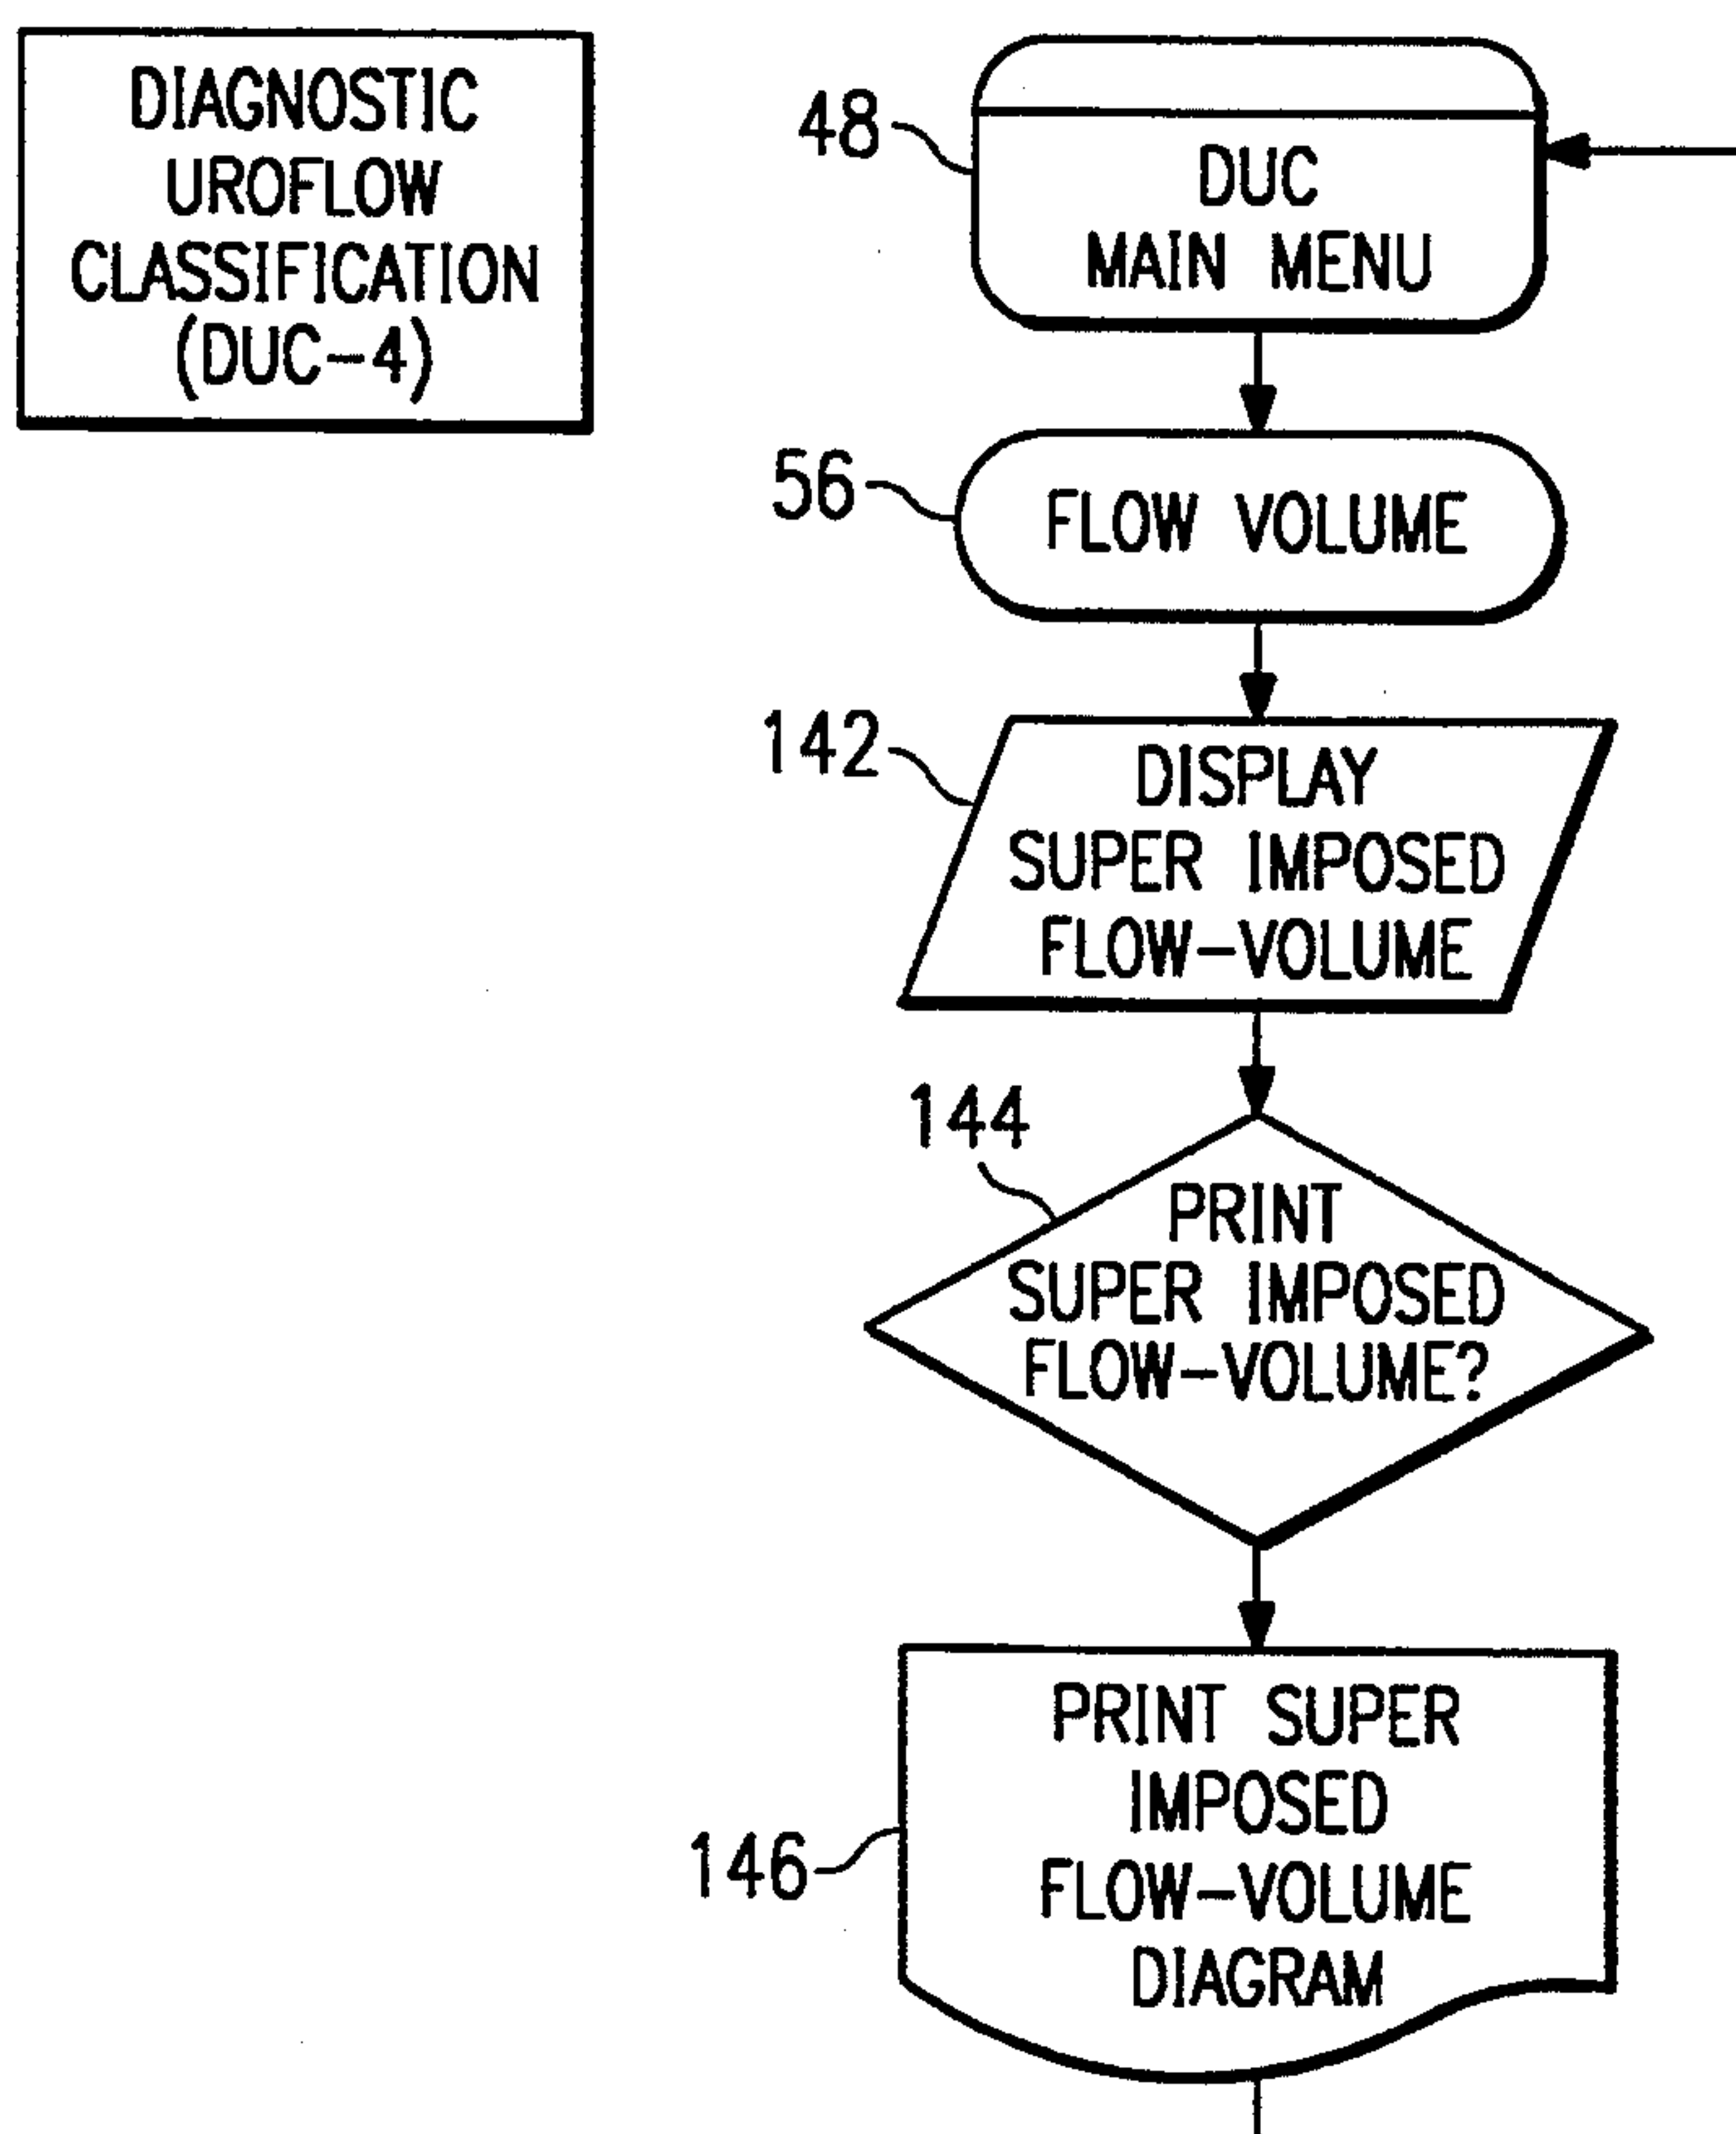 DIAGNOSTIC
UROFLOW
CLASSIFICATION
(DUC-4)
48
DUC
MAIN MENU
56
FLOW VOLUME
142
DISPLAY
SUPER IMPOSED
FLOW-VOLUME
144
PRINT
SUPER IMPOSED
FLOW-VOLUME?
146
PRINT SUPER
IMPOSED
FLOW-VOLUME
DIAGRAM